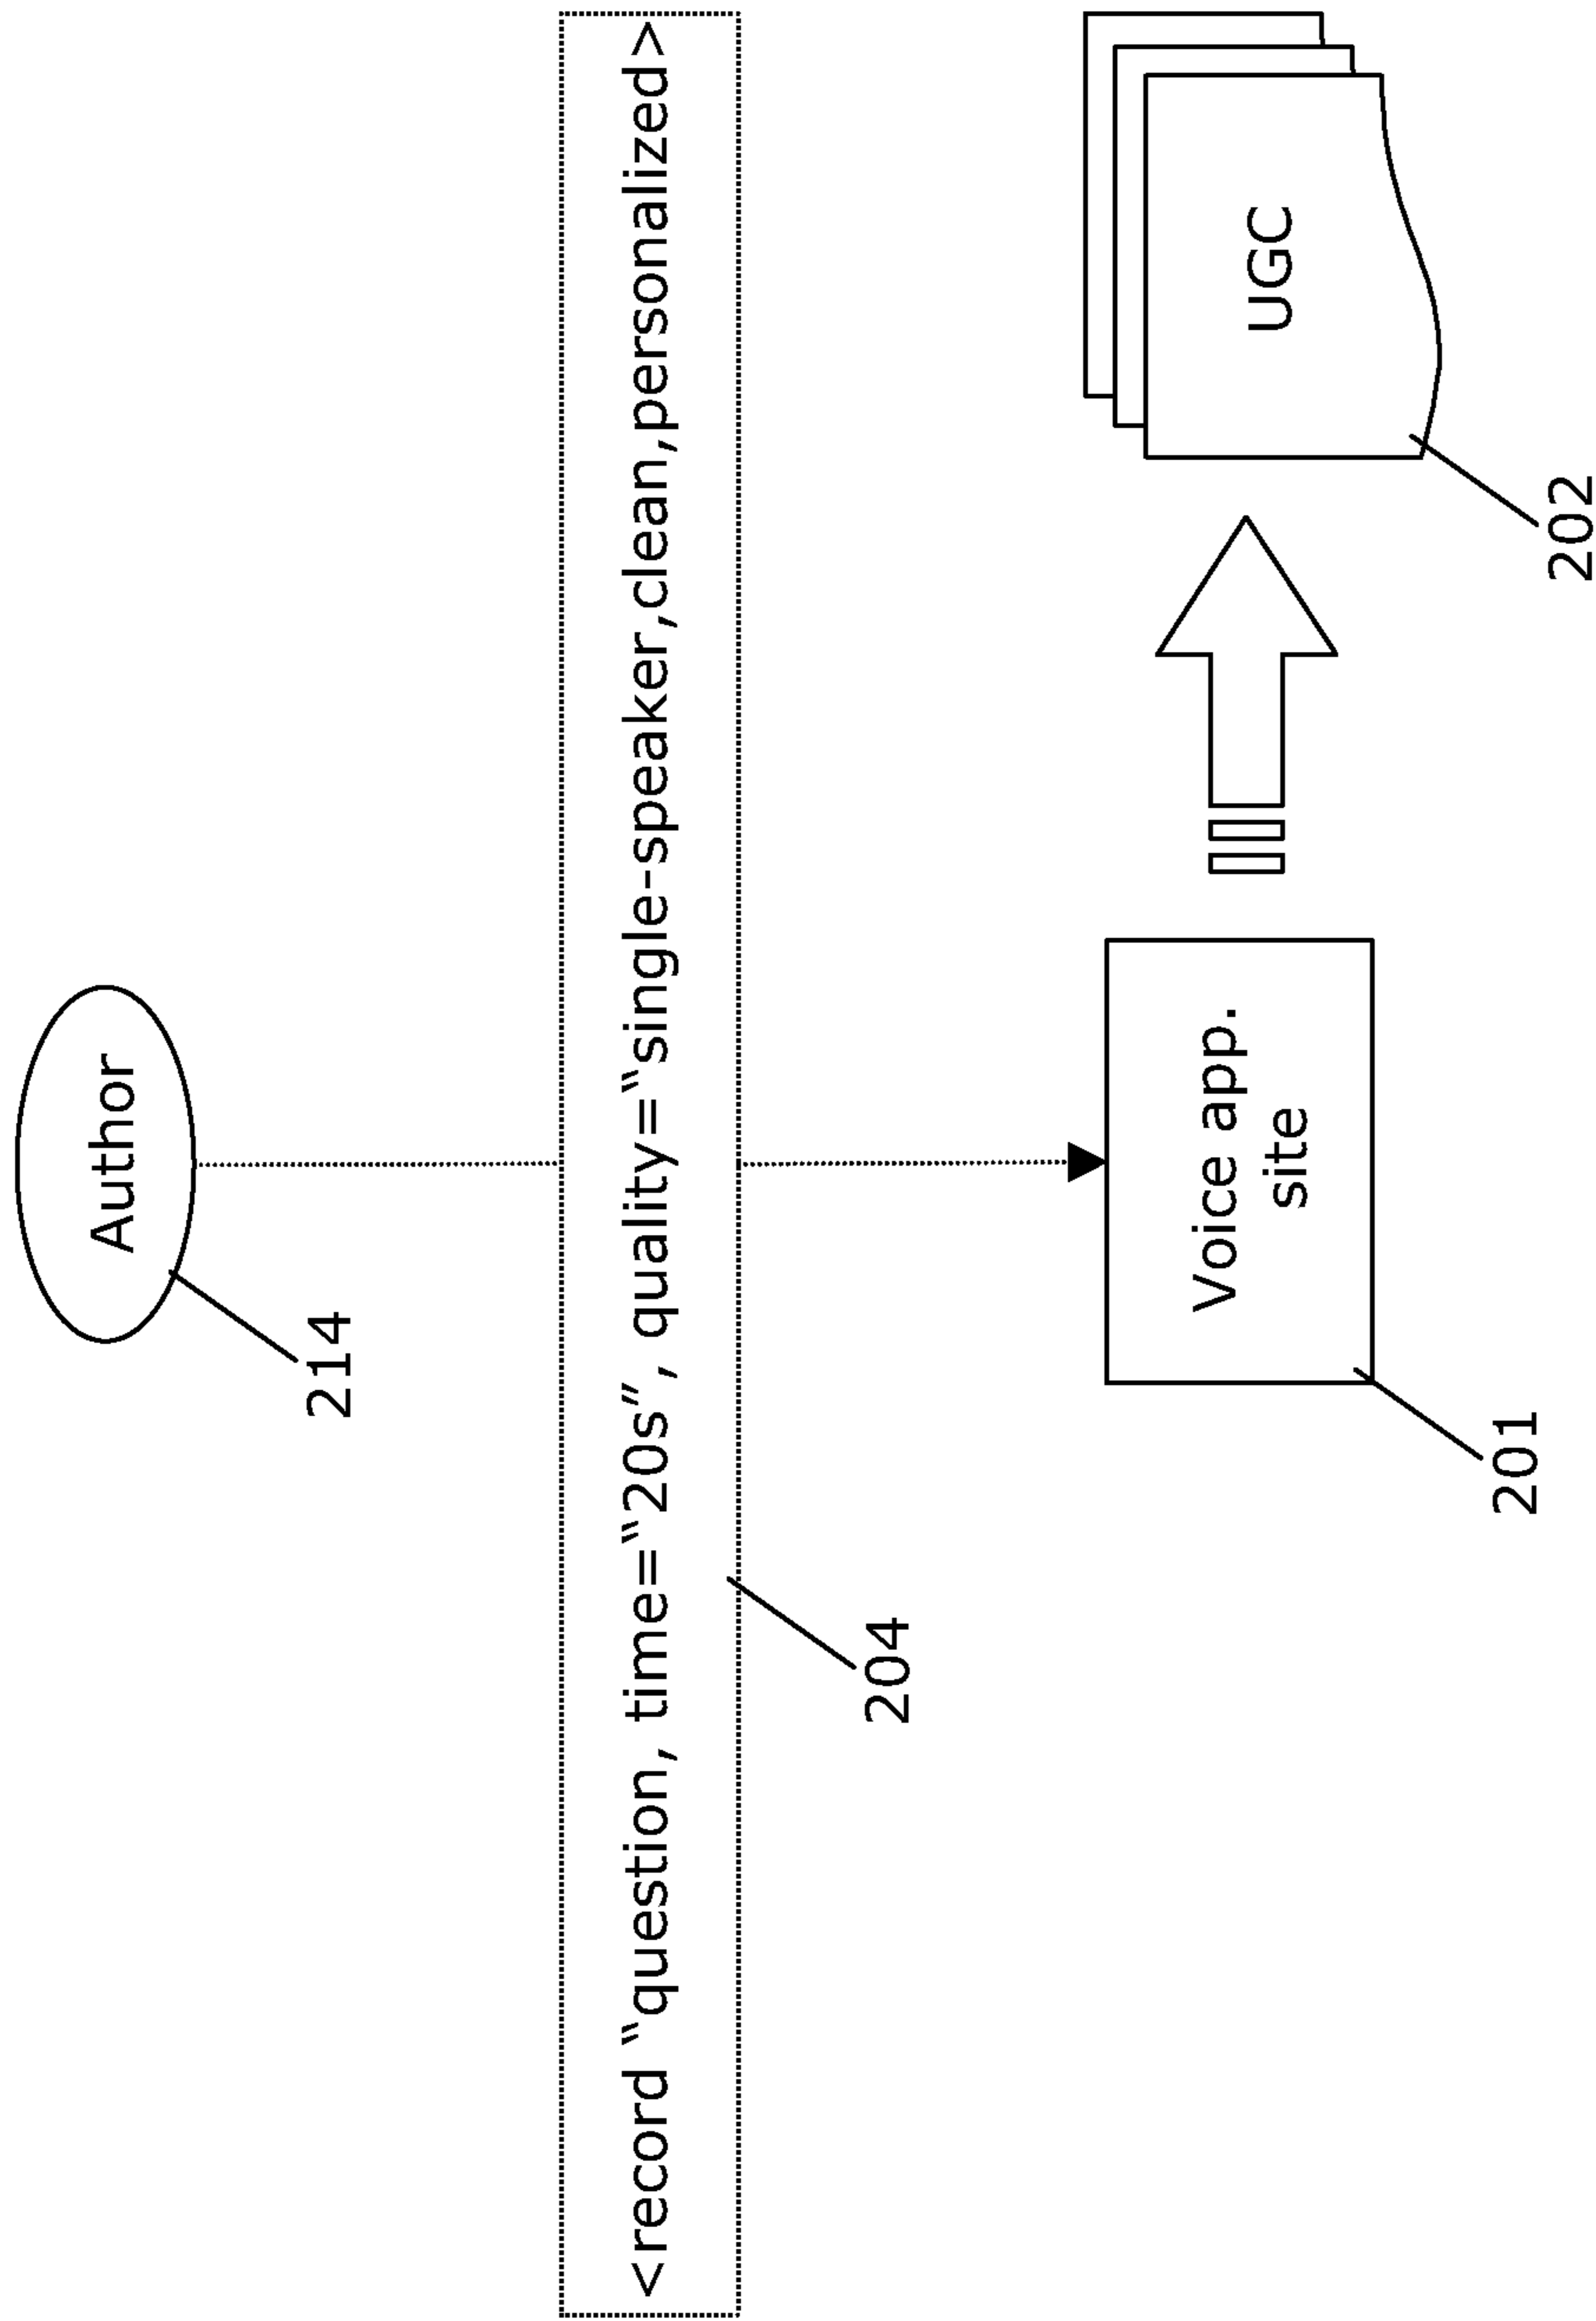 Author
214
<record “question, time=“20s”, quality=“single-speaker,clean,personalized>
204
Voice app.
site
201
UGC
202